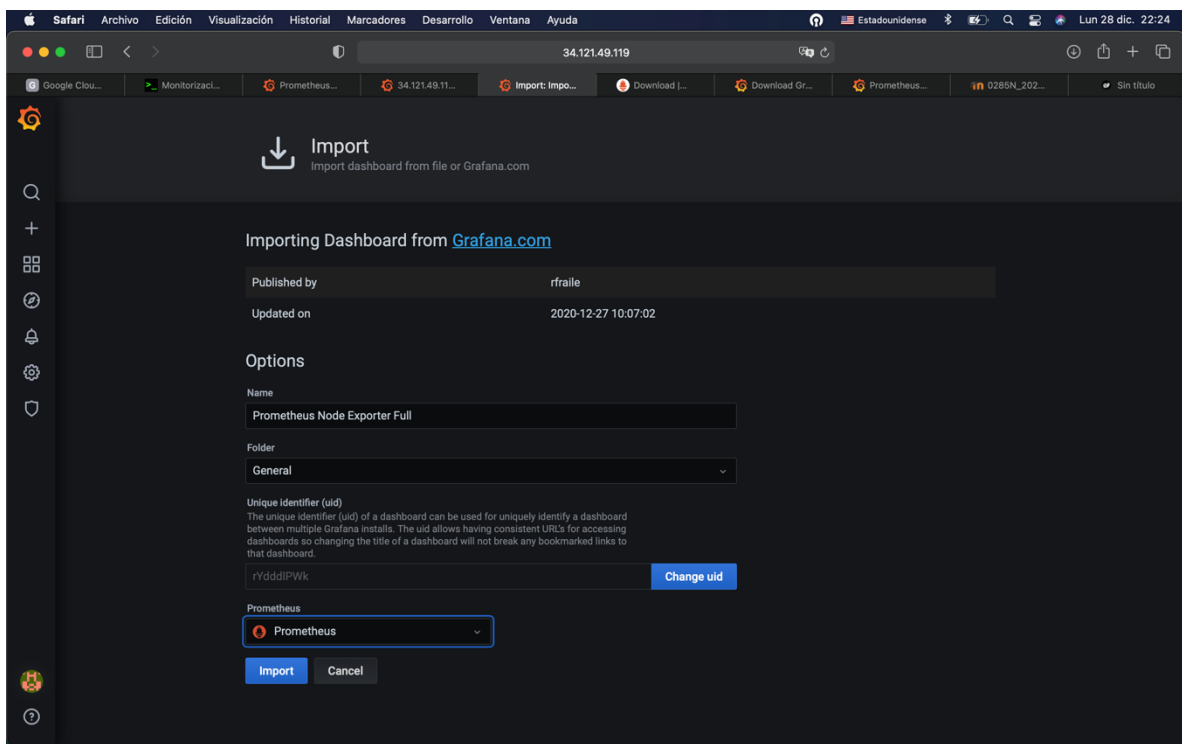 Safari Archivo Edición Visualización Historial Marcadores Desarrollo Ventana Ayuda Estadounidense Lun 28 dic. 22:24
34.121.49.119
Google Clou... Monitorizaci... Prometheus... 34.121.49.11... Import: Impo... Download |... Download Gr... Prometheus... 0285N_202... Sin título
Import
Import dashboard from file or Grafana.com
Importing Dashboard from Grafana.com
Published by rfraile
Updated on 2020-12-27 10:07:02
Options
Name
Prometheus Node Exporter Full
Folder
General
Unique identifier (uid)
The unique identifier (uid) of a dashboard can be used for uniquely identify a dashboard
between multiple Grafana installs. The uid allows having consistent URL's for accessing
dashboards so changing the title of a dashboard will not break any bookmarked links to
that dashboard.
rYdddlPWk Change uid
Prometheus
Prometheus
Import Cancel